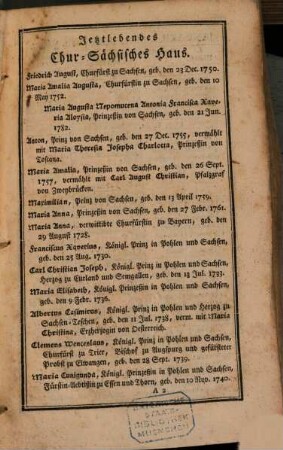 Jetztlebendes
Chur-Sächsisches Haus.
Friedrich August, Churfürst zu Sachsen, geb. den 23 Dec. 1750.
Maria Amalia Augusta, Churfürstin zu Sachsen, geb. den 10
May 1752.
Maria Augusta Nepomucena Antonia Francisca Xave-
ria Aloysia, Prinzeßin von Sachsen, geb. den 21 Jun.
1782.
Anton, Prinz von Sachsen, geb. den 27 Dec. 1755, vermählt
mit Maria Theresia Josepha Charlotta, Prinzeßin von
Toscana.
Maria Amalia, Prinzeßin von Sachsen, geb. den 26 Sept.
1757, vermählt mit Carl August Christian, Pfalzgraf
von Zweybrücken.
Maximilian, Prinz von Sachsen, geb. den 13 April 1759.
Maria Anna, Prinzeßin von Sachsen, geb. den 27 Febr. 1761.
Maria Anna, verwittibte Churfürstin zu Bayern, geb. den
29 August 1728.
Franciscus Xaverius, Königl. Prinz in Pohlen und Sachsen,
geb. den 25 Aug. 1730.
Carl Christian Joseph, Königl. Prinz in Pohlen und Sachsen,
Herzog zu Curland und Semgallen, geb. den 13 Jul. 1733.
Maria Elisabeth, Königl. Prinzeßin in Pohlen und Sachsen,
geb. den 9 Febr. 1736.
Albertus Casimirus, Königl. Prinz in Pohlen und Herzog zu
Sachsen-Teschen, geb. den 11 Jul. 1738, verm. mit Maria
Christina, Erzherzogin von Oesterreich.
Clemens Wenceslaus, Königl. Prinz in Pohlen und Sachsen,
Churfürst zu Trier, Bischof zu Augspurg und gefürsteter
Probst zu Elwangen, geb. den 28 Sept. 1739.
Maria Cunigunda, Königl. Prinzeßin in Pohlen und Sachsen,
Fürstin-Aebtißin zu Essen und Thorn, geb. den 10 Nov. 1740.
A 2
STAATS-
BIBLIOTHEK
MUENCHEN